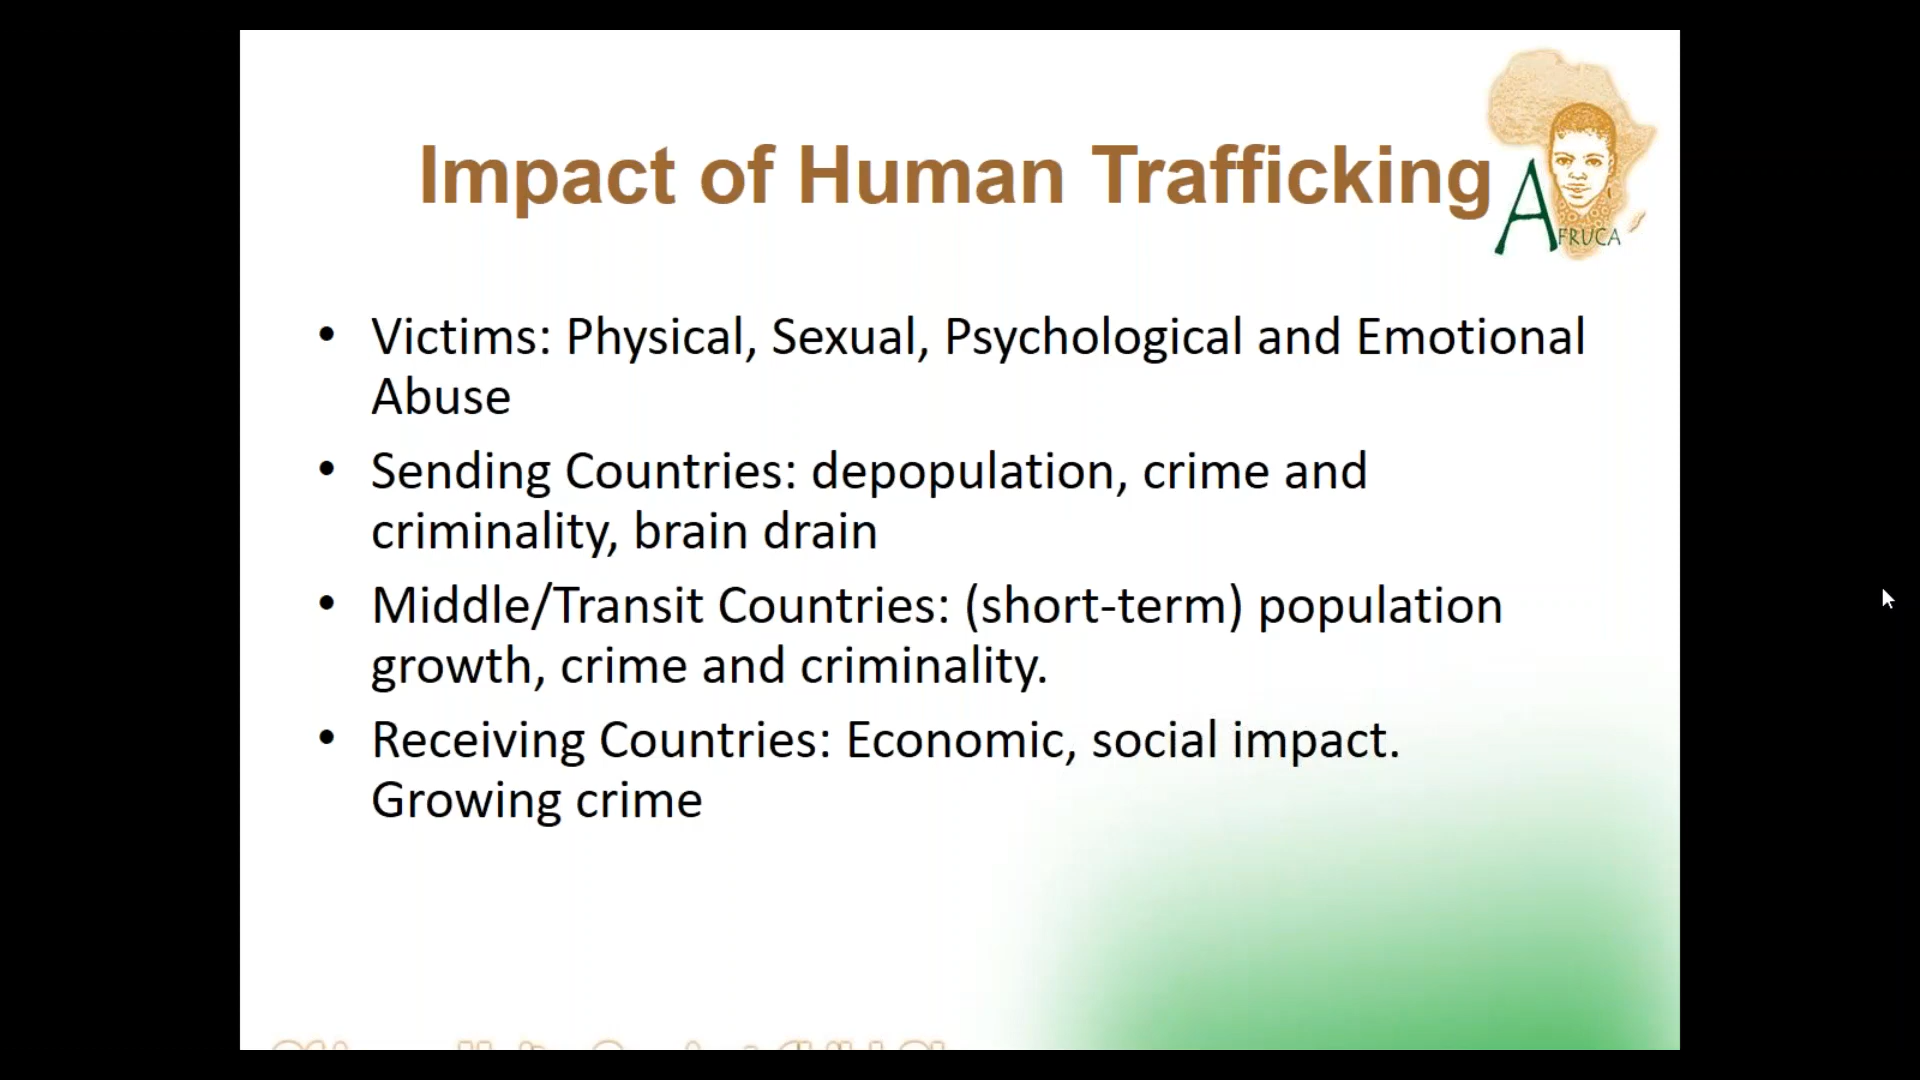 Impact of Human Trafficking
AFRUCA
• Victims: Physical, Sexual, Psychological and Emotional
Abuse
• Sending Countries: depopulation, crime and
criminality, brain drain
• Middle/Transit Countries: (short-term) population
growth, crime and criminality.
• Receiving Countries: Economic, social impact.
Growing crime